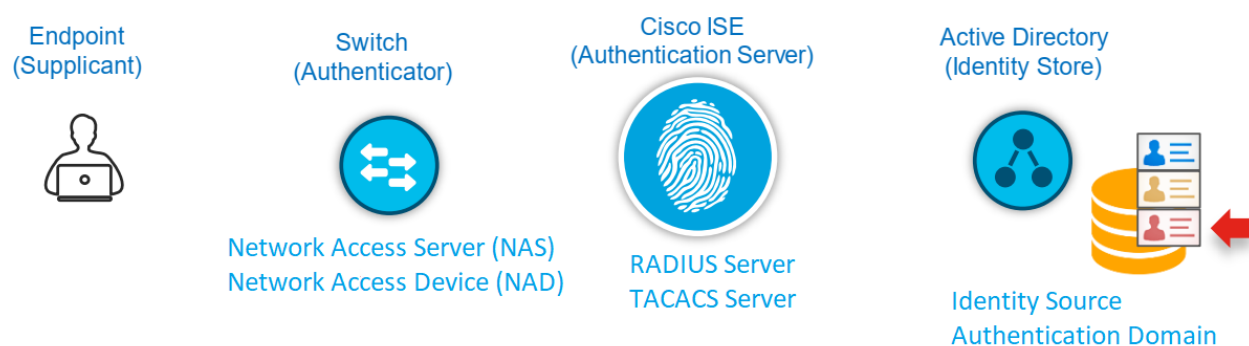 Endpoint
(Supplicant)
Switch
(Authenticator)
Cisco ISE
(Authentication Server)
Active Directory
(Identity Store)
Network Access Server (NAS)
Network Access Device (NAD)
RADIUS Server
TACACS Server
Identity Source
Authentication Domain